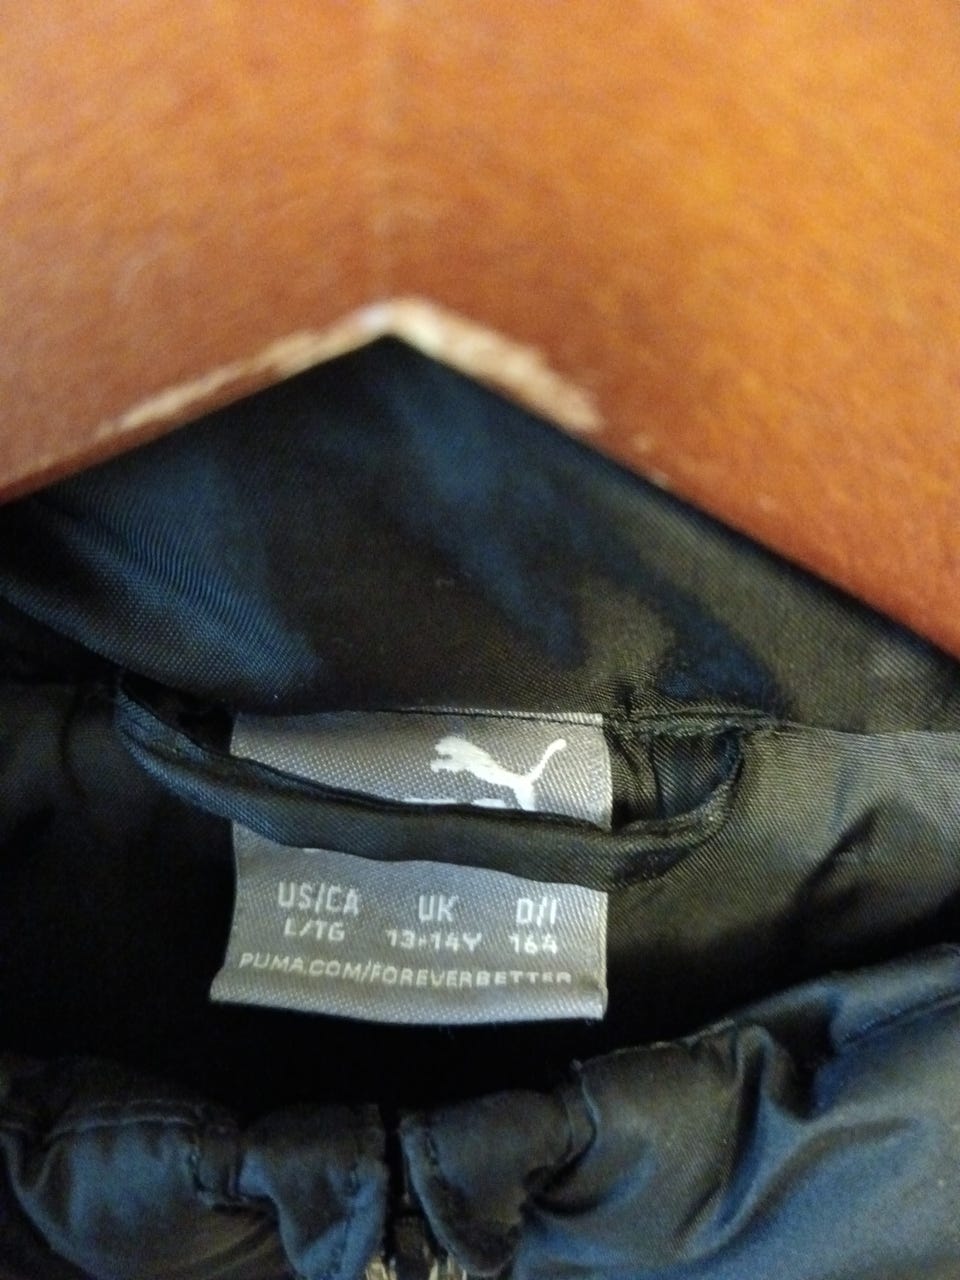 US/CA UK D/I
L/TG 13-14Y 164
PUMA.COM/FOREVERBETTER